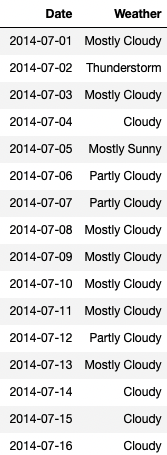 Date Weather
2014-07-01 Mostly Cloudy
2014-07-02 Thunderstorm
2014-07-03 Mostly Cloudy
2014-07-04 Cloudy
2014-07-05 Mostly Sunny
2014-07-06 Partly Cloudy
2014-07-07 Partly Cloudy
2014-07-08 Mostly Cloudy
2014-07-09 Mostly Cloudy
2014-07-10 Mostly Cloudy
2014-07-11 Mostly Cloudy
2014-07-12 Partly Cloudy
2014-07-13 Mostly Cloudy
2014-07-14 Cloudy
2014-07-15 Cloudy
2014-07-16 Cloudy